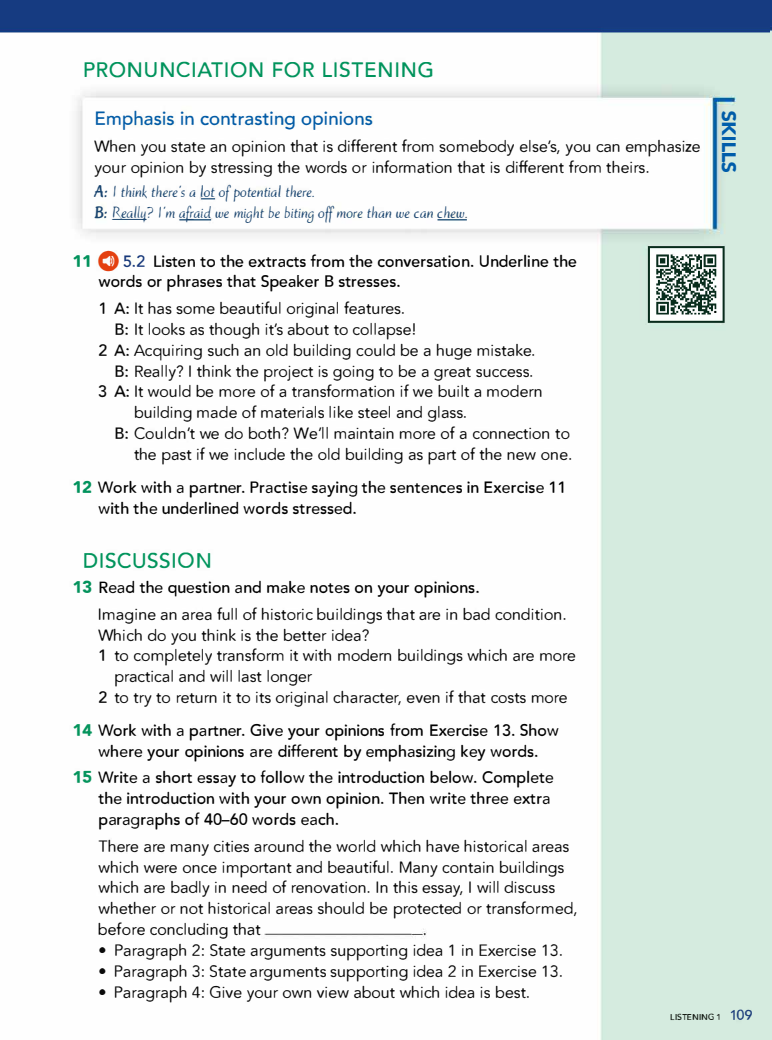 PRONUNCIATION FOR LISTENING
Emphasis in contrasting opinions
When you state an opinion that is different from somebody else's, you can emphasize
your opinion by stressing the words or information that is different from theirs.
A: I think there's a lot of potential there.
B: Really? I'm afraid we might be biting off more than we can chew.
SKILLS
11 5.2 Listen to the extracts from the conversation. Underline the
words or phrases that Speaker B stresses.
1 A: It has some beautiful original features.
B: It looks as though it's about to collapse!
2 A: Acquiring such an old building could be a huge mistake.
B: Really? I think the project is going to be a great success.
3 A: It would be more of a transformation if we built a modern
building made of materials like steel and glass.
B: Couldn't we do both? We'll maintain more of a connection to
the past if we include the old building as part of the new one.
12 Work with a partner. Practise saying the sentences in Exercise 11
with the underlined words stressed.
DISCUSSION
13 Read the question and make notes on your opinions.
Imagine an area full of historic buildings that are in bad condition.
Which do you think is the better idea?
1 to completely transform it with modern buildings which are more
practical and will last longer
2 to try to return it to its original character, even if that costs more
14 Work with a partner. Give your opinions from Exercise 13. Show
where your opinions are different by emphasizing key words.
15 Write a short essay to follow the introduction below. Complete
the introduction with your own opinion. Then write three extra
paragraphs of 40–60 words each.
There are many cities around the world which have historical areas
which were once important and beautiful. Many contain buildings
which are badly in need of renovation. In this essay, I will discuss
whether or not historical areas should be protected or transformed,
before concluding that ____________________.
• Paragraph 2: State arguments supporting idea 1 in Exercise 13.
• Paragraph 3: State arguments supporting idea 2 in Exercise 13.
• Paragraph 4: Give your own view about which idea is best.
LISTENING 1 109